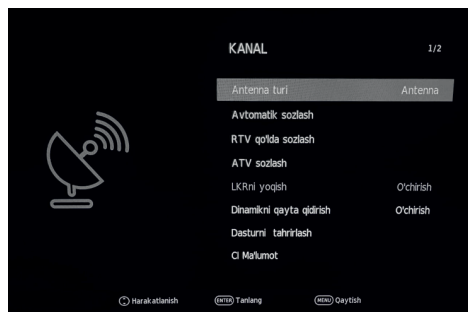 KANAL 1/2
Antenna turi Antenna
Avtomatik sozlash
RTV qo'lda sozlash
ATV sozlash
LKRni yoqish O'chirish
Dinamikni qayta qidirish O'chirish
Dasturni tahrirlash
CI Ma'lumot
Harakatlanish ENTER Tanlang MENU Qaytish